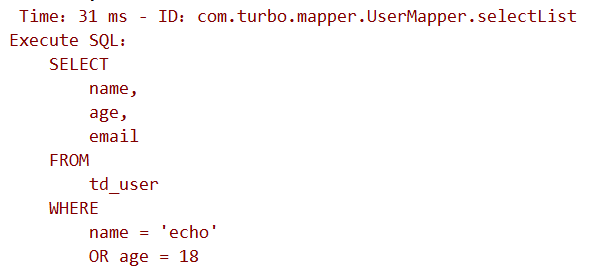 Time：31 ms - ID：com.turbo.mapper.UserMapper.selectList
Execute SQL：
    SELECT
        name,
        age,
        email
    FROM
        td_user
    WHERE
        name = 'echo'
        OR age = 18